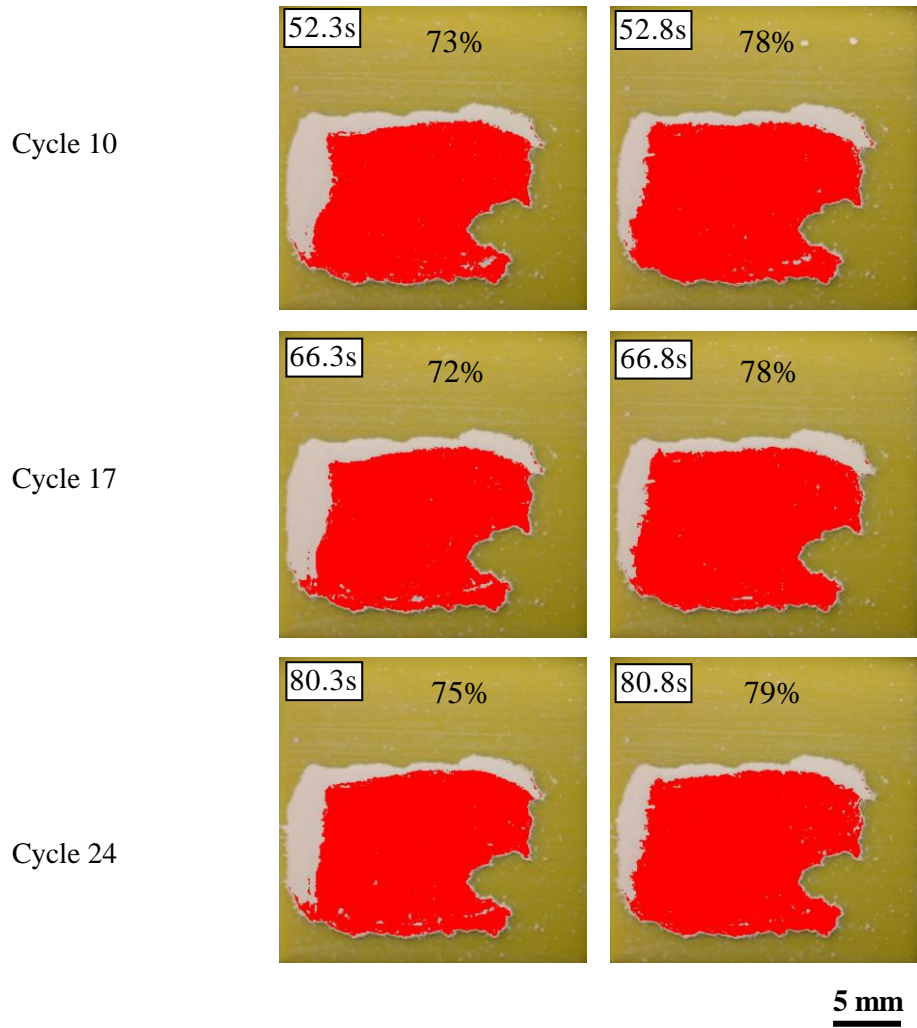 52.3s 73% 52.8s 78%
Cycle 10
66.3s 72% 66.8s 78%
Cycle 17
80.3s 75% 80.8s 79%
Cycle 24
5 mm